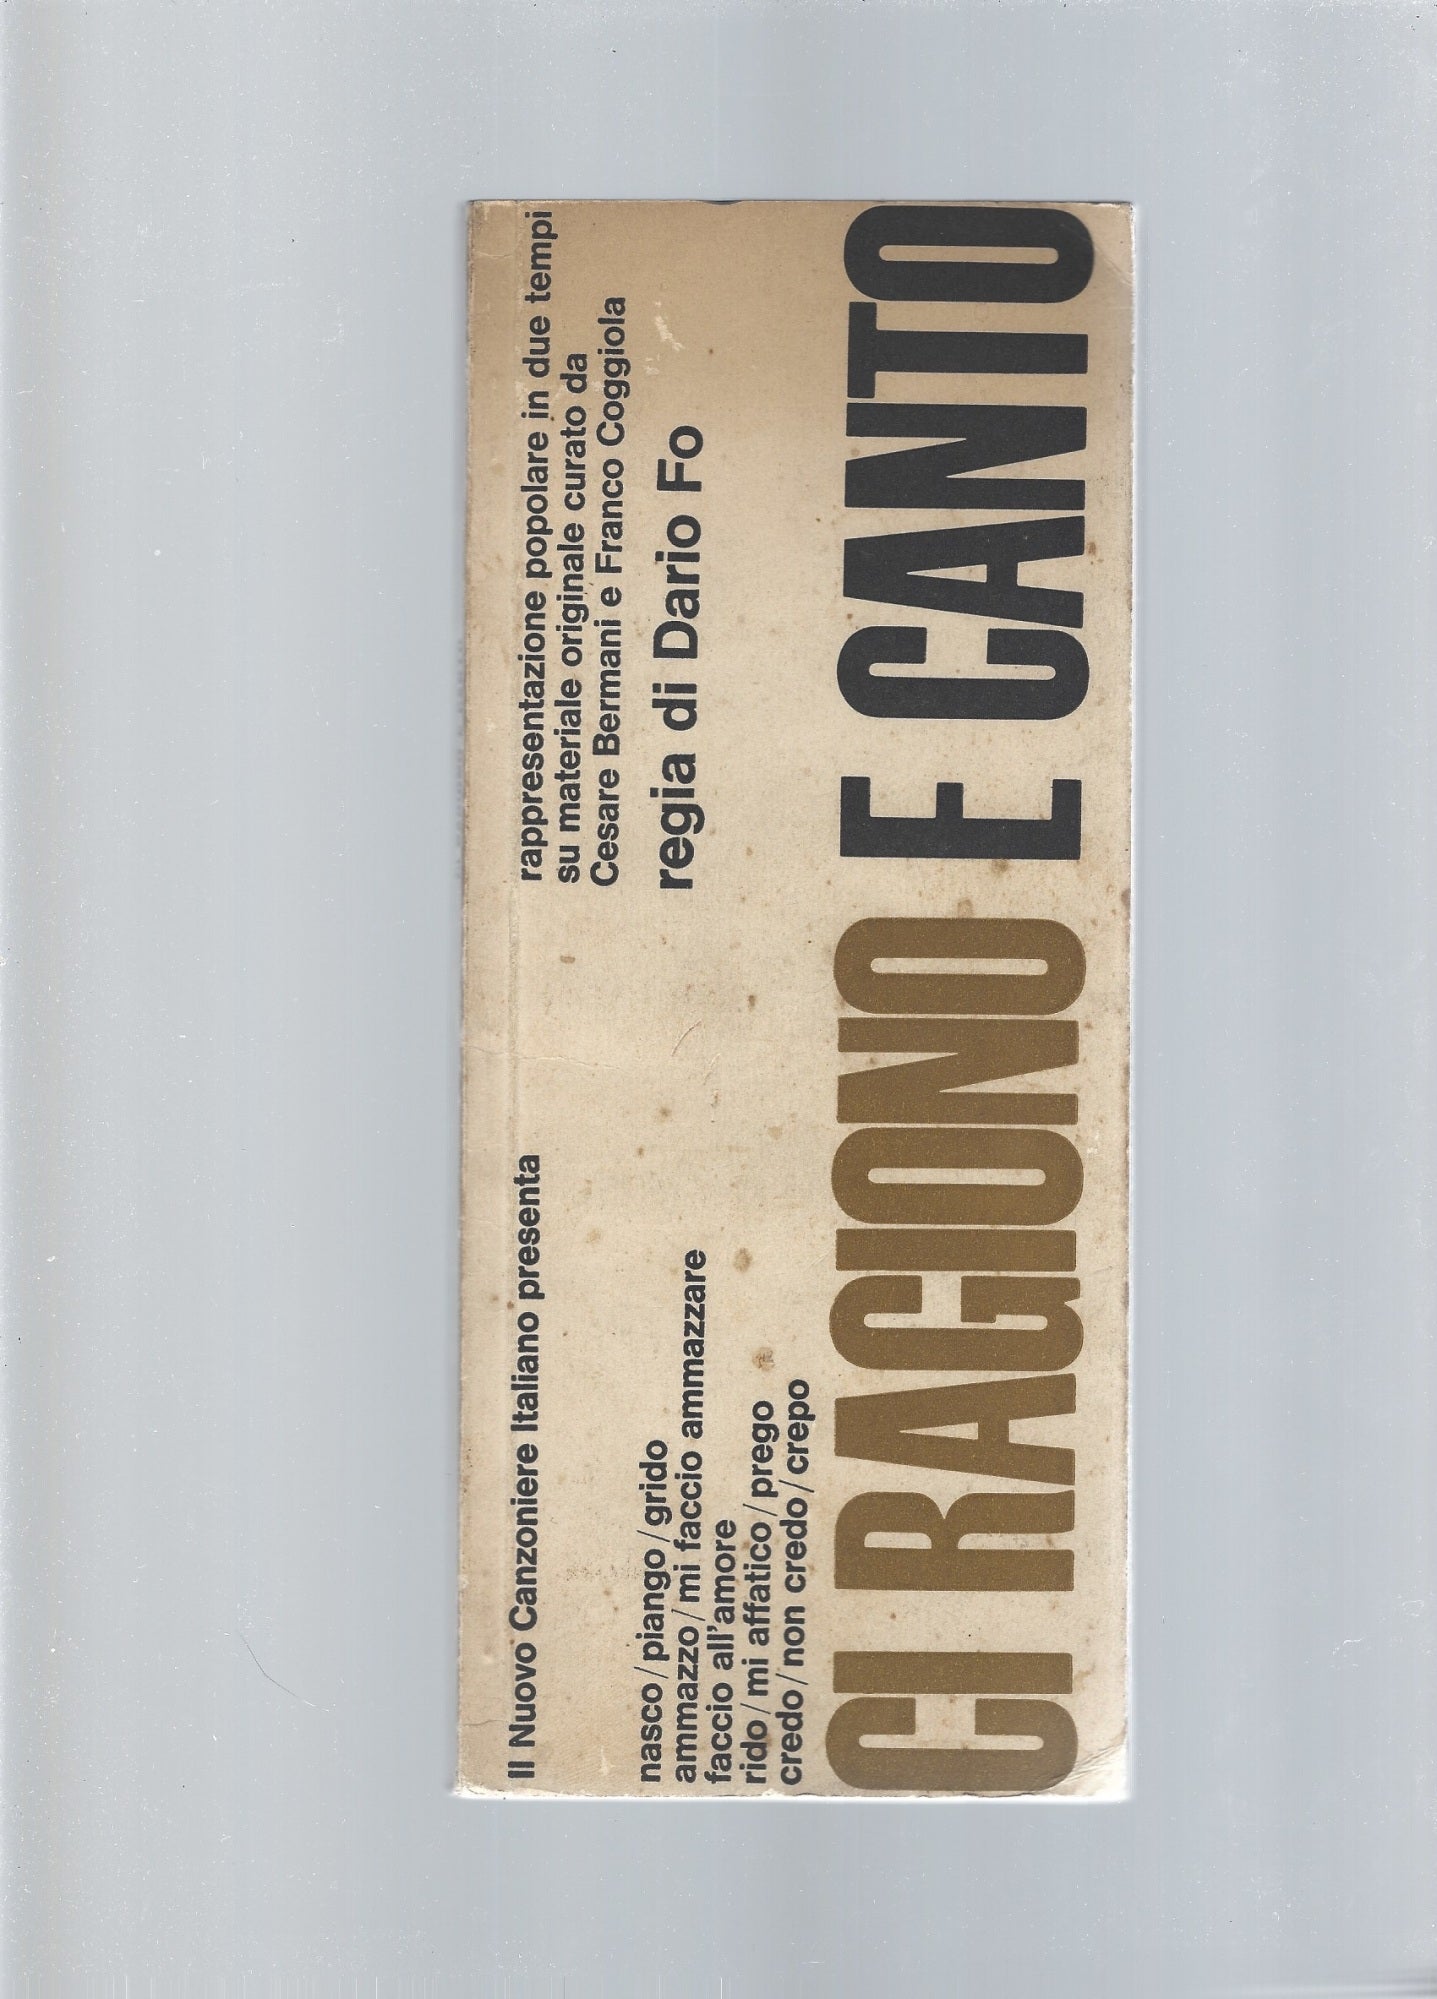 Il Nuovo Canzoniere Italiano presenta
nasco/piango/grido
ammazzo/mi faccio ammazzare
faccio all'amore
rido/mi affatico/prego
credo/non credo/crepo
rappresentazione popolare in due tempi
su materiale originale curato da
Cesare Bermani e Franco Coggiola
regia di Dario Fo
CI RAGIONO E CANTO